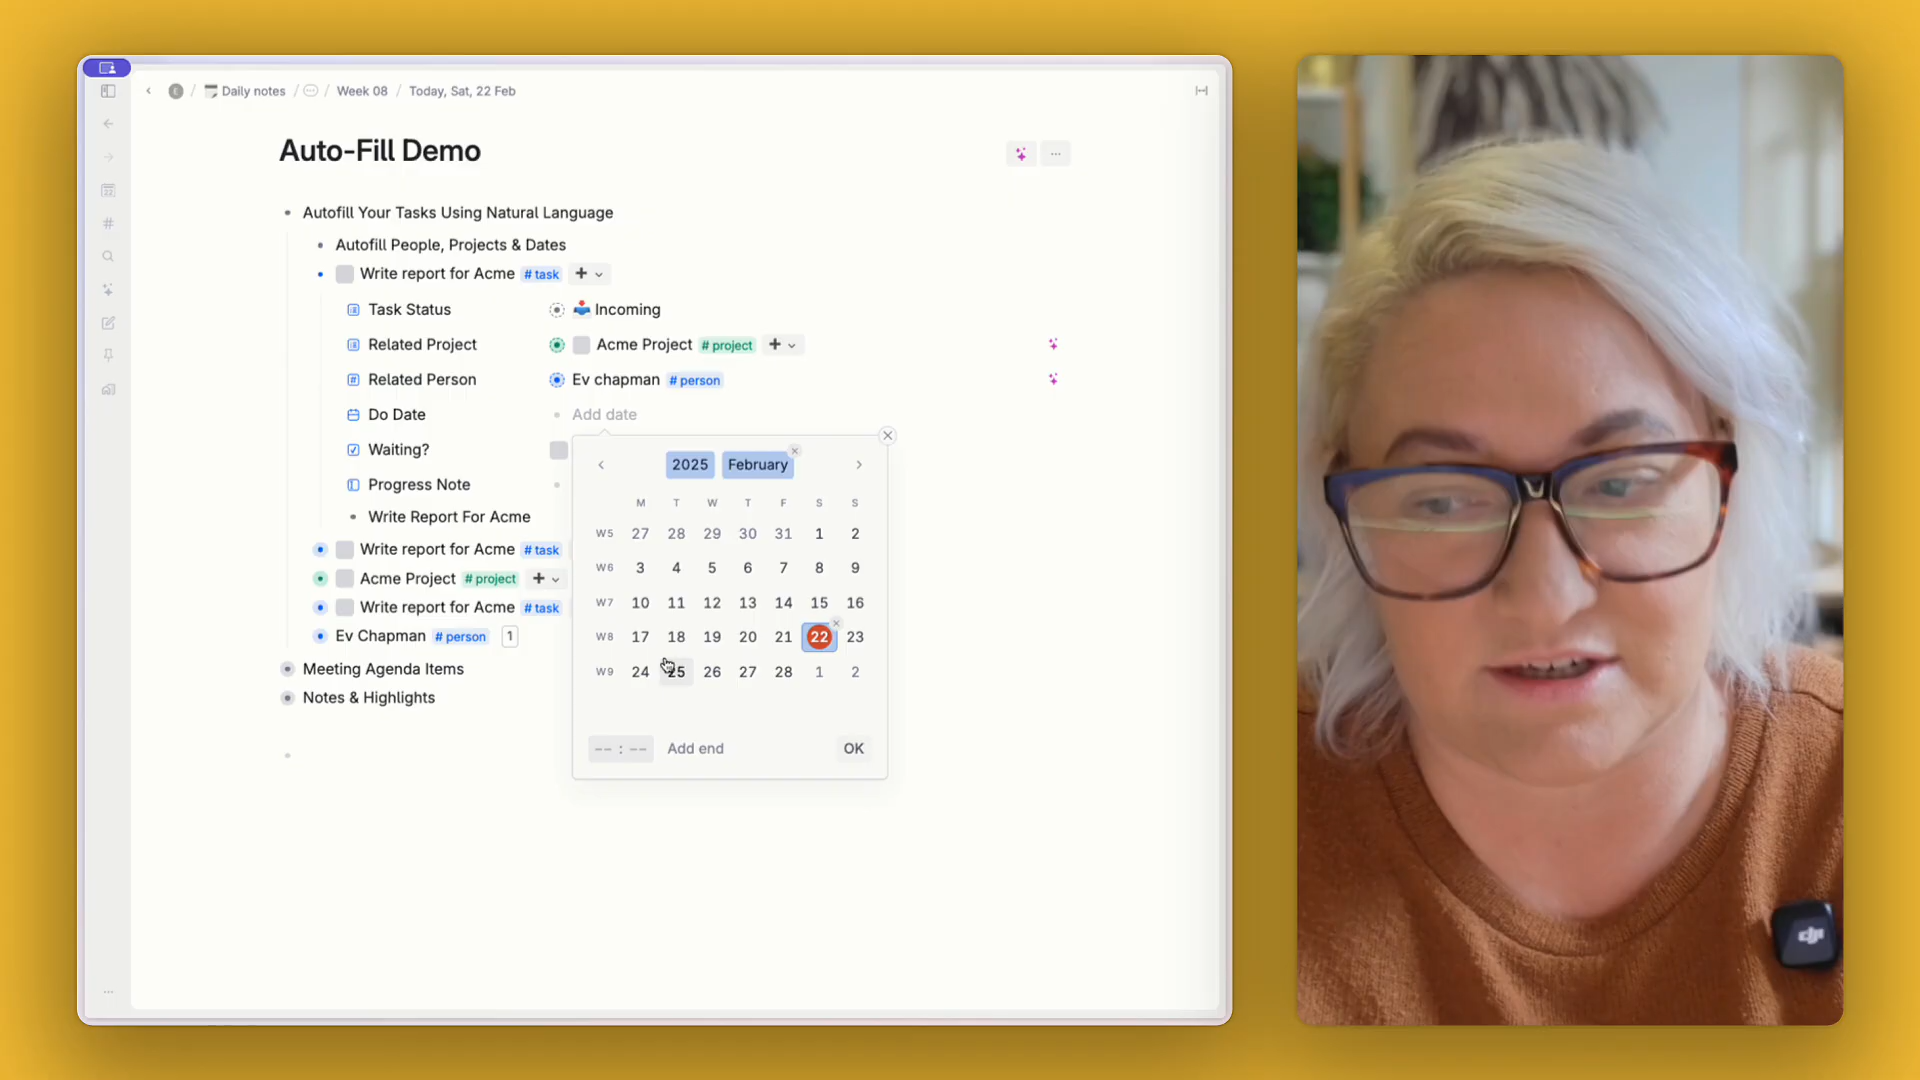 Daily notes / / Week 08 / Today, Sat, 22 Feb
Auto-Fill Demo
Autofill Your Tasks Using Natural Language
Autofill People, Projects & Dates
Write report for Acme # task
Task Status Incoming
Related Project Acme Project # project
Related Person Ev chapman # person
Do Date Add date
Waiting?
Progress Note
Write Report For Acme
Write report for Acme # task
Acme Project # project
Write report for Acme # task
Ev Chapman # person 1
Meeting Agenda Items
Notes & Highlights
2025 February
M T W T F S S
W5 27 28 29 30 31 1 2
W6 3 4 5 6 7 8 9
W7 10 11 12 13 14 15 16
W8 17 18 19 20 21 22 23
W9 24 25 26 27 28 1 2
-- : -- Add end OK
dji